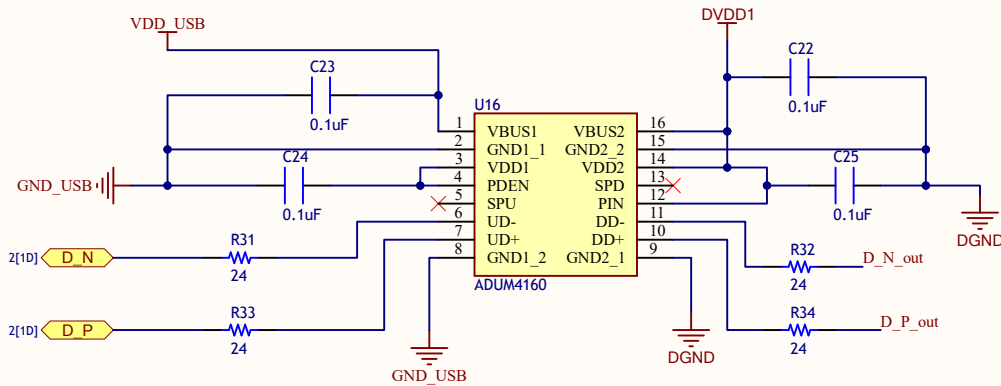 VDD_USB
DVDD1
C23
0.1uF
C22
0.1uF
U16
1 VBUS1 VBUS2 16
2 GND1_1 GND2_2 15
3 VDD1 VDD2 14
4 PDEN SPD 13
5 SPU PIN 12
6 UD- DD- 11
7 UD+ DD+ 10
8 GND1_2 GND2_1 9
ADUM4160
C24
0.1uF
C25
0.1uF
GND_USB
DGND
2[1D] D_N
R31
24
R32
24
D_N_out
2[1D] D_P
R33
24
R34
24
D_P_out
GND_USB
DGND